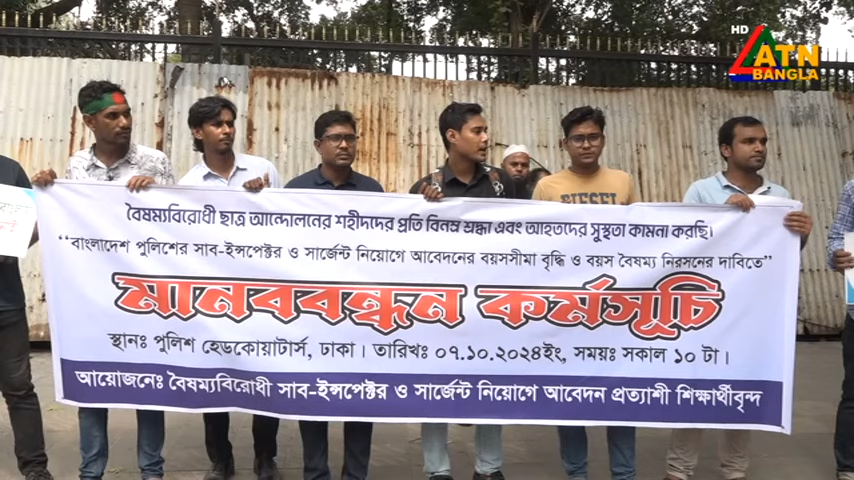 HD
ATN
BANGLA
বৈষম্যবিরোধী ছাত্র আন্দোলনের শহীদদের প্রতি বিনম্র শ্রদ্ধা এবং আহতদের সুস্থতা কামনা করছি।
“বাংলাদেশ পুলিশের সাব-ইন্সপেক্টর ও সার্জেন্ট নিয়োগে আবেদনের বয়সসীমা বৃদ্ধি ও বয়স বৈষম্য নিরসনের দাবিতে”
মানববন্ধন কর্মসূচি
স্থানঃ পুলিশ হেডকোয়াটার্স, ঢাকা। তারিখঃ ০৭.১০.২০২৪ইং, সময়ঃ সকাল ১০ টা।
আয়োজনেঃ বৈষম্যবিরোধী সাব-ইন্সপেক্টর ও সার্জেন্ট নিয়োগে আবেদন প্রত্যাশী শিক্ষার্থীবৃন্দ
DIESEL